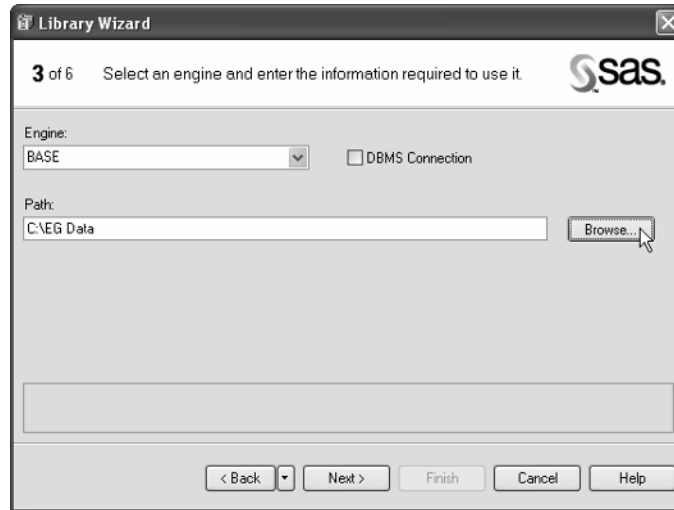 Library Wizard
3 of 6 Select an engine and enter the information required to use it. sas.
TM
Engine:
BASE DBMS Connection
Path:
C:\EG Data Browse...
< Back Next > Finish Cancel Help